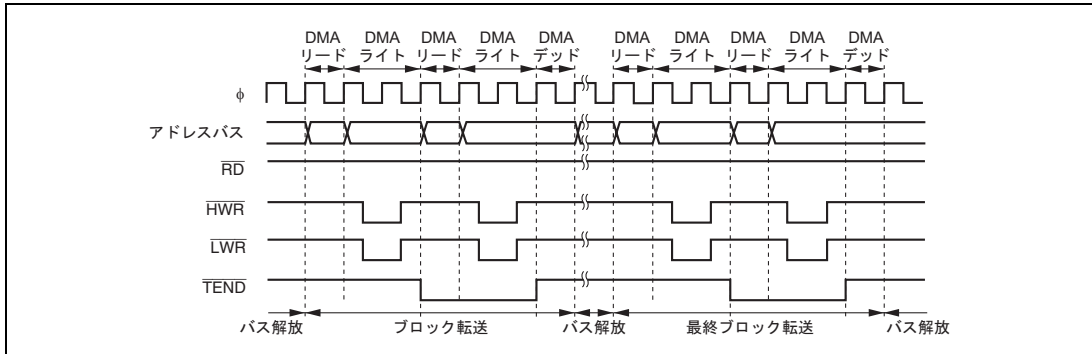 DMA DMA DMA DMA DMA DMA DMA DMA DMA DMA
リード ライト リード ライト デッド リード ライト リード ライト デッド
φ
アドレスバス
RD
HWR
LWR
TEND
バス解放 ブロック転送 バス解放 最終ブロック転送 バス解放